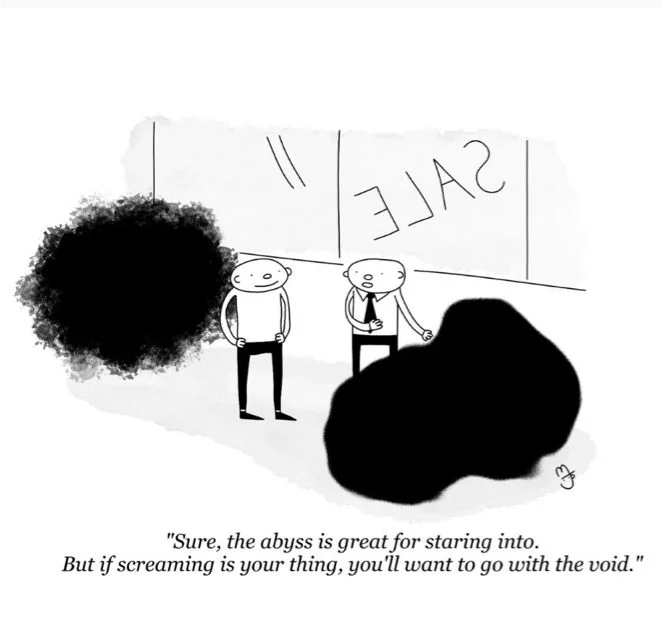 SALE
"Sure, the abyss is great for staring into.
But if screaming is your thing, you'll want to go with the void."